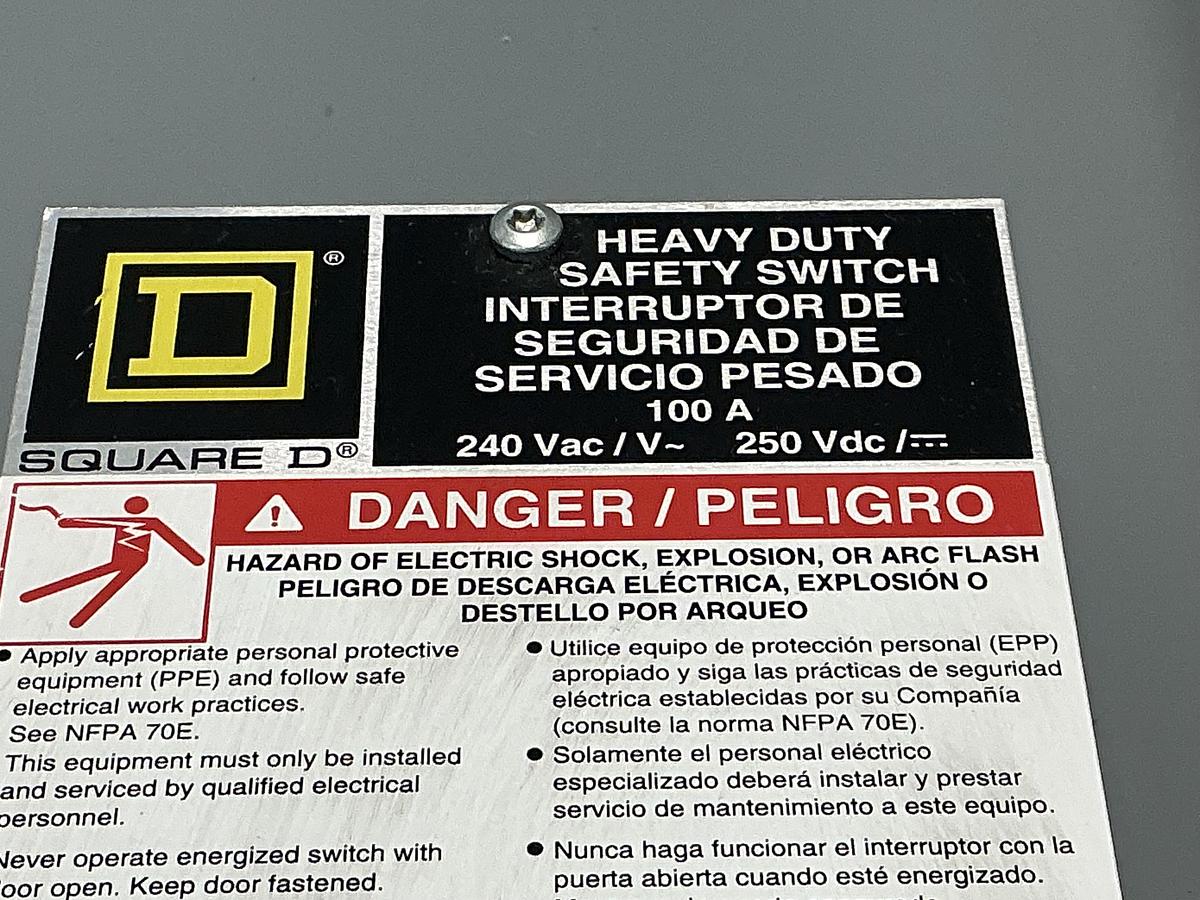 D®
SQUARE D®
HEAVY DUTY
SAFETY SWITCH
INTERRUPTOR DE
SEGURIDAD DE
SERVICIO PESADO
100 A
240 Vac / V~ 250 Vdc /⎓
DANGER / PELIGRO
HAZARD OF ELECTRIC SHOCK, EXPLOSION, OR ARC FLASH
PELIGRO DE DESCARGA ELÉCTRICA, EXPLOSIÓN O
DESTELLO POR ARQUEO
● Apply appropriate personal protective
equipment (PPE) and follow safe
electrical work practices.
See NFPA 70E.
This equipment must only be installed
and serviced by qualified electrical
personnel.
Never operate energized switch with
oor open. Keep door fastened.
● Utilice equipo de protección personal (EPP)
apropiado y siga las prácticas de seguridad
eléctrica establecidas por su Compañía
(consulte la norma NFPA 70E).
● Solamente el personal eléctrico
especializado deberá instalar y prestar
servicio de mantenimiento a este equipo.
● Nunca haga funcionar el interruptor con la
puerta abierta cuando esté energizado.